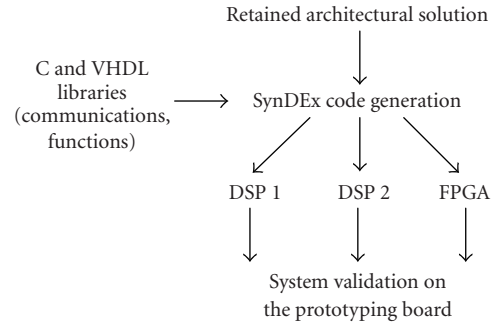 Retained architectural solution
C and VHDL
libraries
(communications,
functions)
SynDEx code generation
DSP 1
DSP 2
FPGA
System validation on
the prototyping board